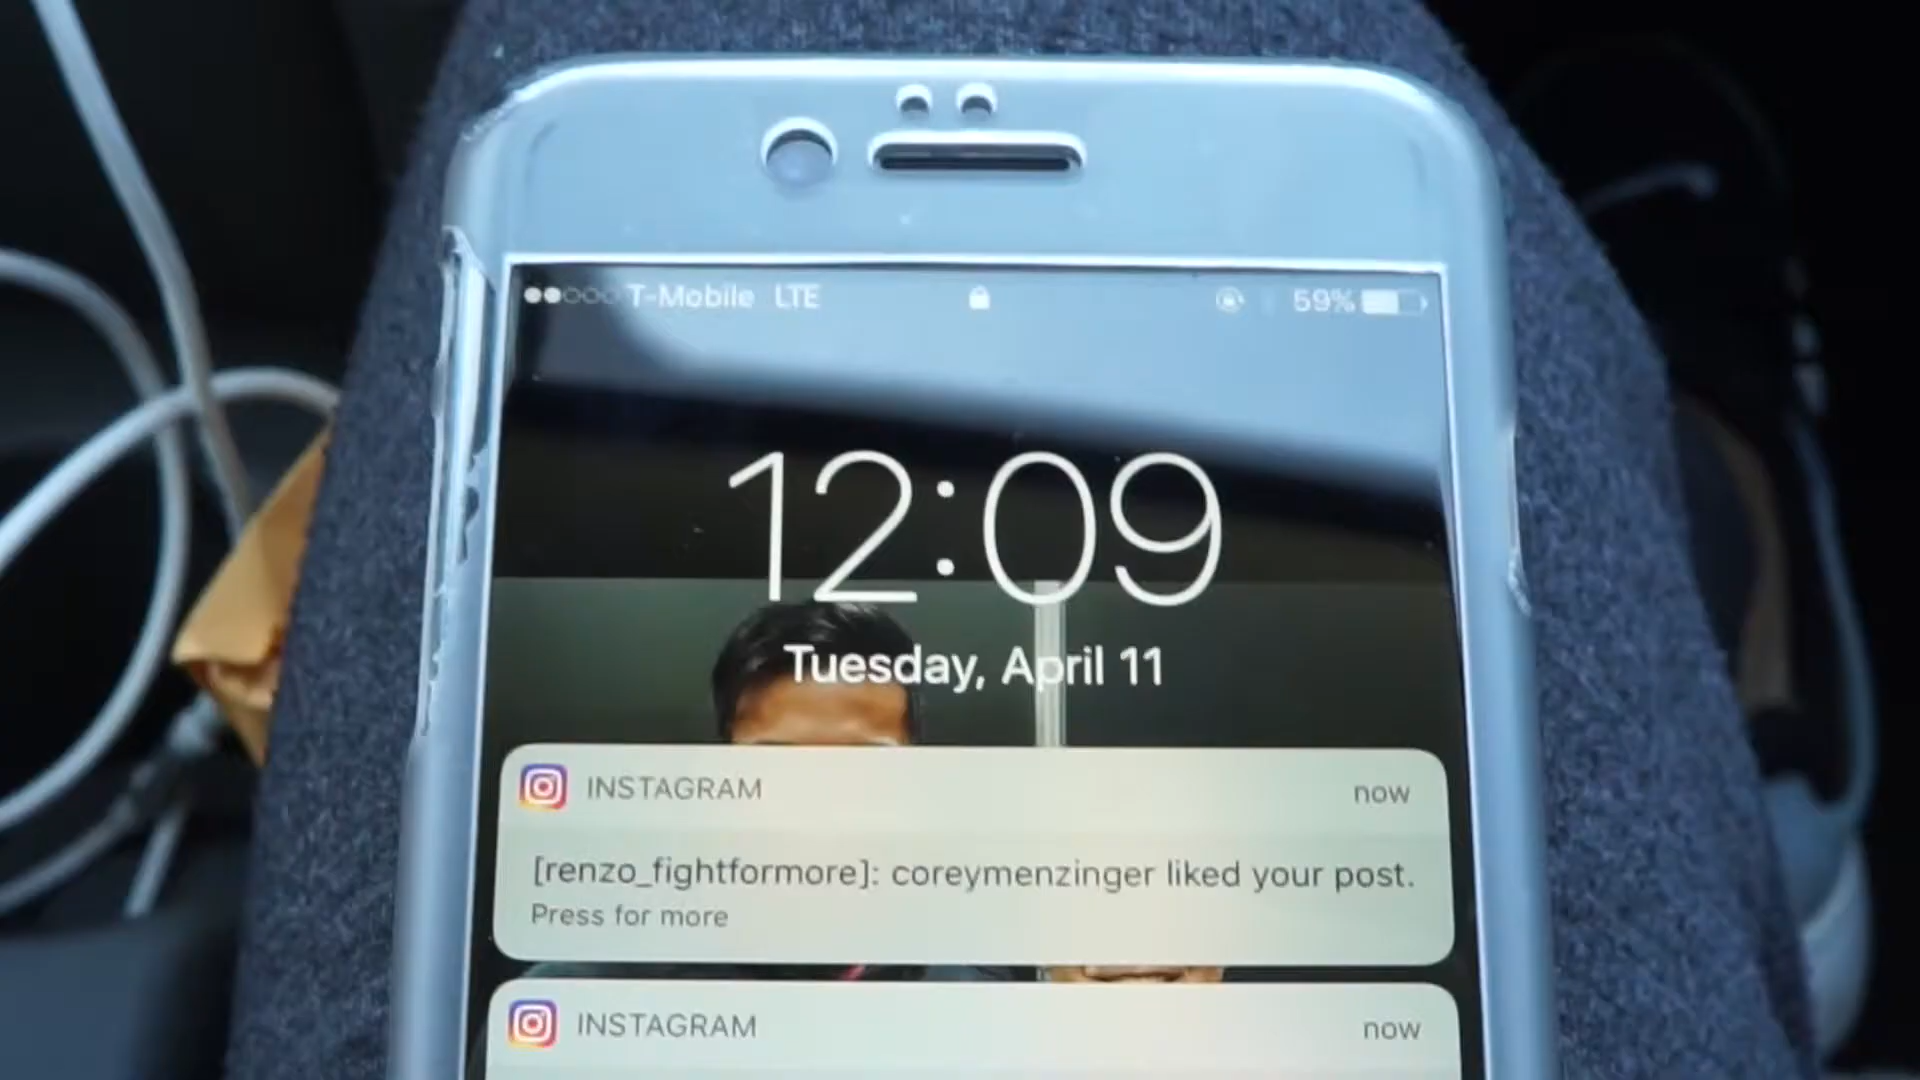 T-Mobile LTE 59%
12:09
Tuesday, April 11
INSTAGRAM now
[renzo_fightformore]: coreymenzinger liked your post.
Press for more
INSTAGRAM now